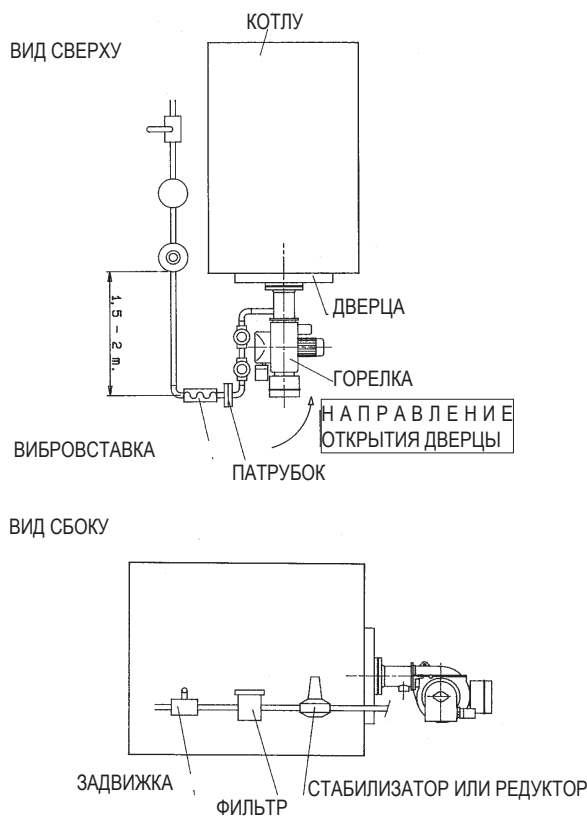 КОТЛУ
ВИД СВЕРХУ
ДВЕРЦА
1,5 – 2 m.
ГОРЕЛКА
НАПРАВЛЕНИЕ
ОТКРЫТИЯ ДВЕРЦЫ
ВИБРОВСТАВКА
ПАТРУБОК
ВИД СБОКУ
ЗАДВИЖКА
СТАБИЛИЗАТОР ИЛИ РЕДУКТОР
ФИЛЬТР